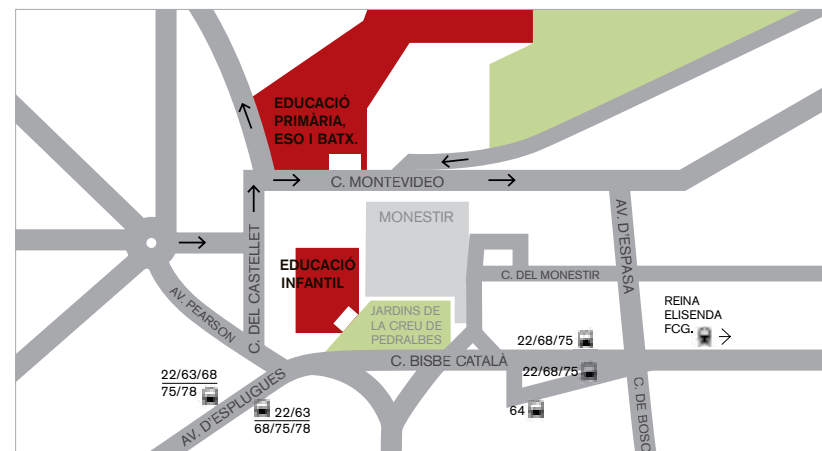 EDUCACIÓ
PRIMÀRIA,
ESO I BATX.
C. MONTEVIDEO
MONESTIR
AV. D'ESPASA
C. DEL CASTELLET
EDUCACIÓ
INFANTIL
C. DEL MONESTIR
AV. PEARSON
JARDINS DE
LA CREU DE
PEDRALBES
REINA
ELISENDA
FCG.
22/68/75
C. BISBE CATALÀ
22/68/75
22/63/68
75/78
AV. D'ESPLUGUES
22/63
68/75/78
64
C. DE BOSC